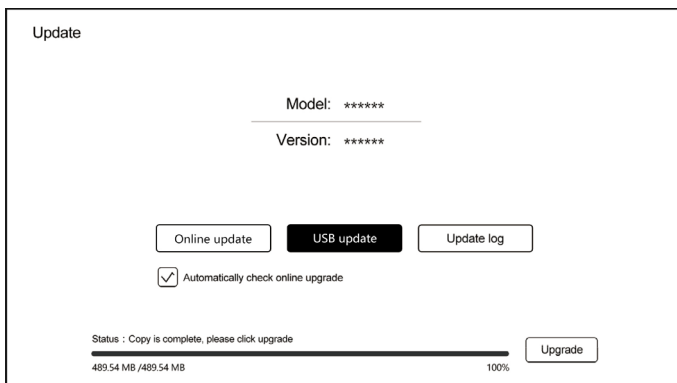 Update
Model: ******
Version: ******
Online update
USB update
Update log
Automatically check online upgrade
Status : Copy is complete, please click upgrade
489.54 MB /489.54 MB
100%
Upgrade